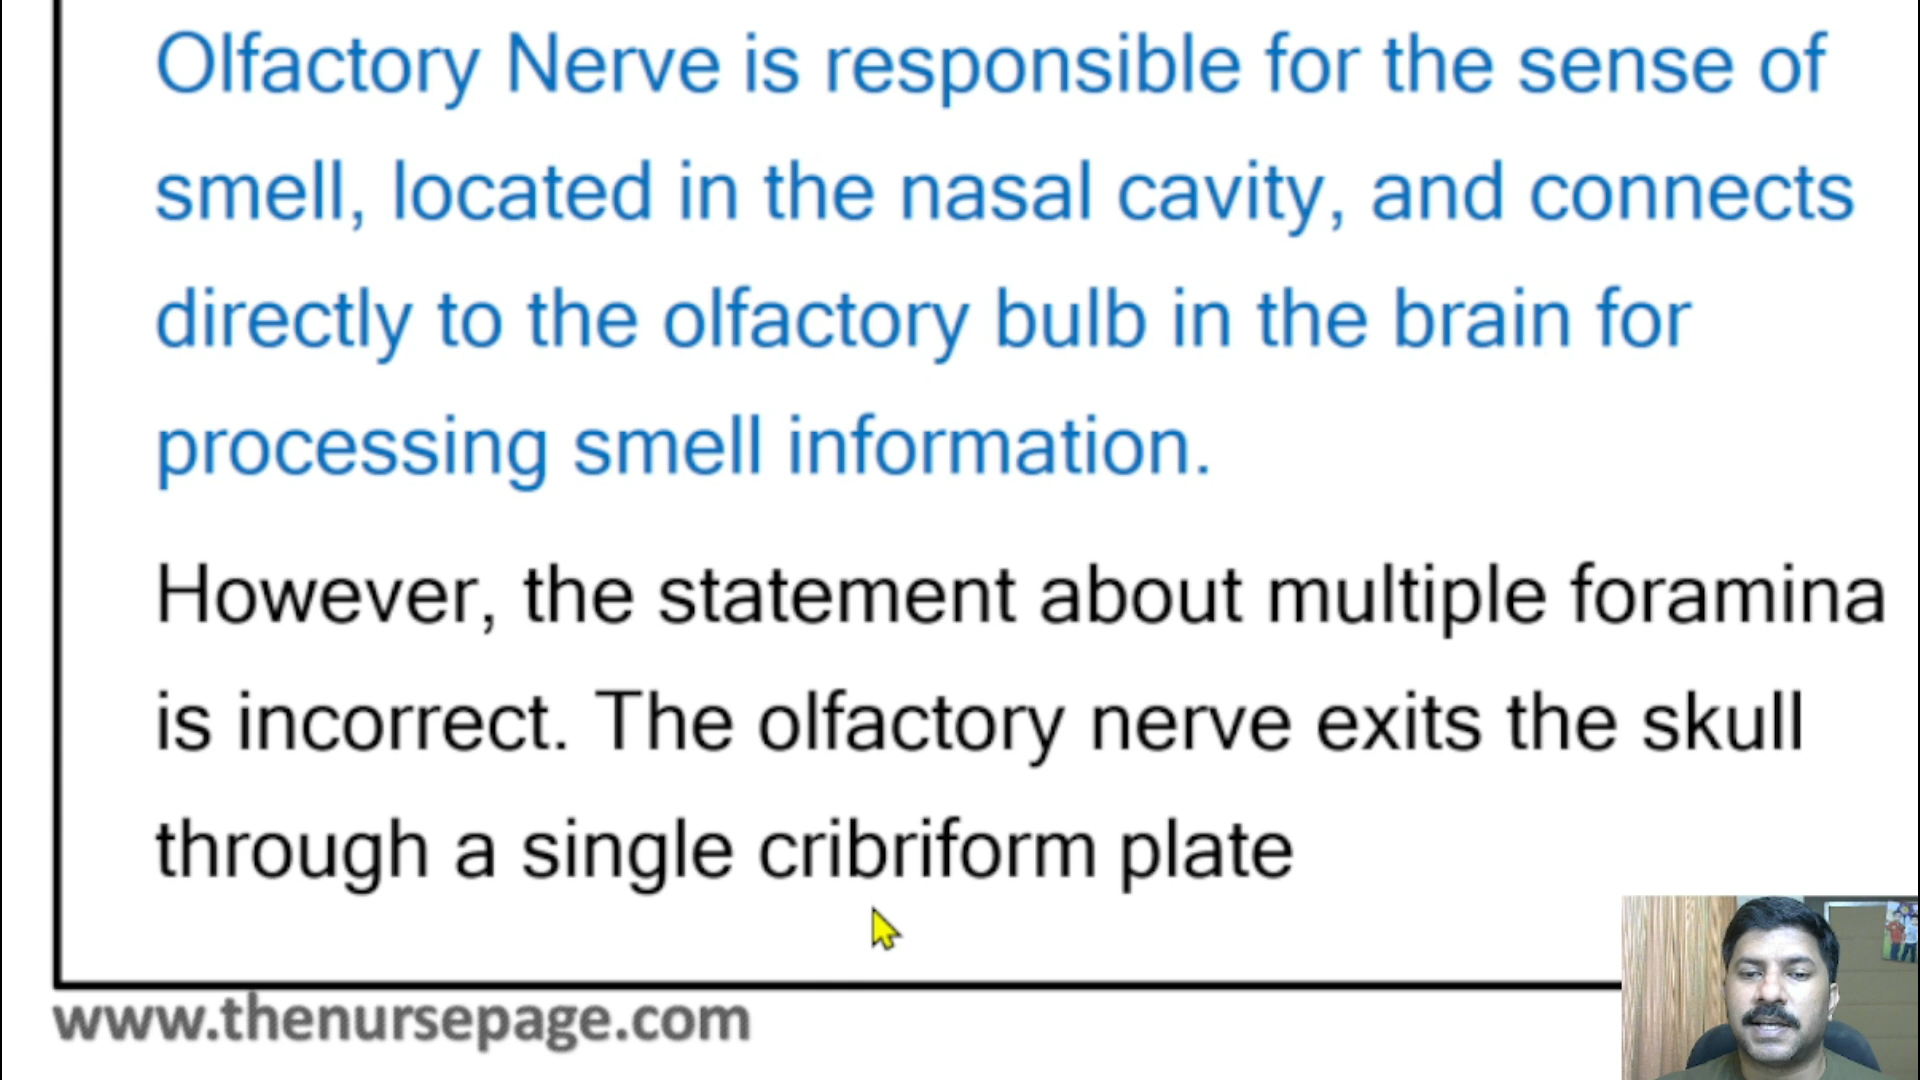 Olfactory Nerve is responsible for the sense of
smell, located in the nasal cavity, and connects
directly to the olfactory bulb in the brain for
processing smell information.
However, the statement about multiple foramina
is incorrect. The olfactory nerve exits the skull
through a single cribriform plate
www.thenursepage.com